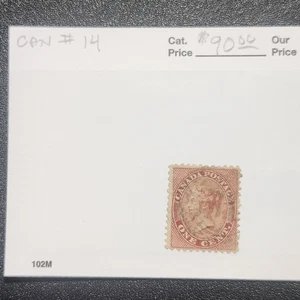 CAN # 14
Cat. Price $90.00
Our Price
CANADA POSTAGE
ONE CENT
102M